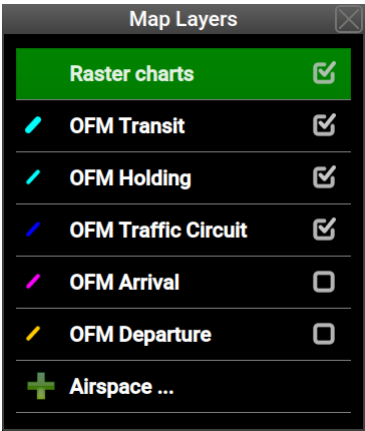 Map Layers
Raster charts
OFM Transit
OFM Holding
OFM Traffic Circuit
OFM Arrival
OFM Departure
Airspace ...